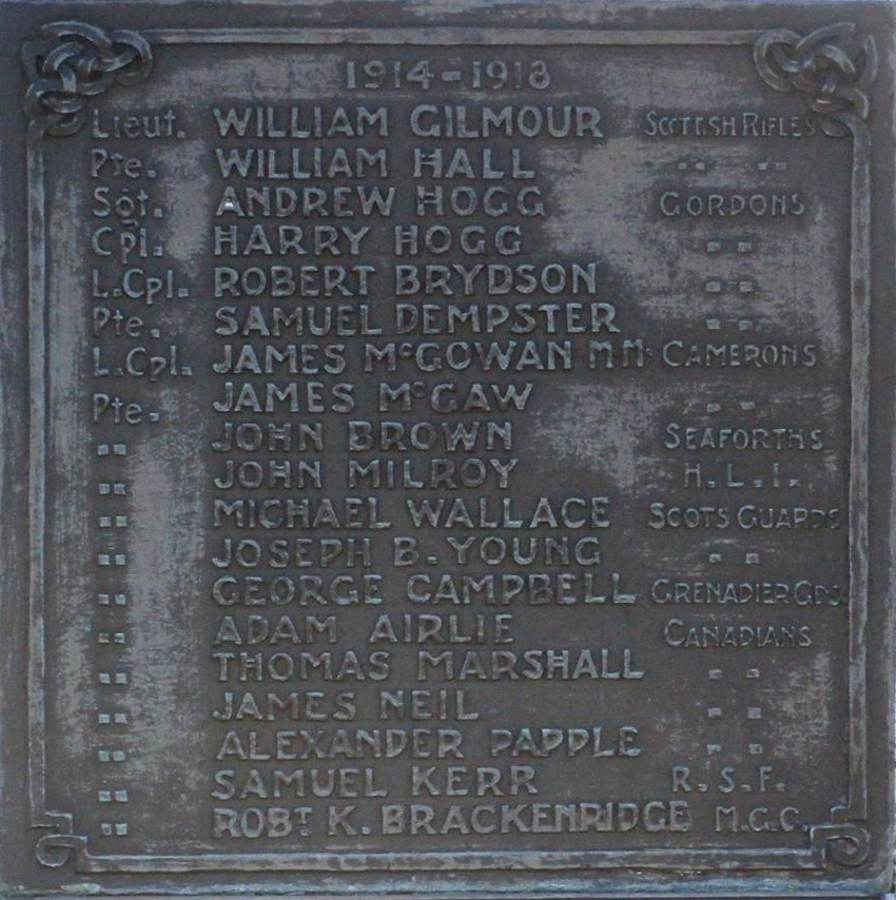 1914-1918
Lieut. WILLIAM GILMOUR SCOTTISH RIFLES
Pte. WILLIAM HALL " "
Sgt. ANDREW HOGG GORDONS
Cpl. HARRY HOGG " "
L.Cpl. ROBERT BRYDSON " "
Pte. SAMUEL DEMPSTER " "
L.Cpl. JAMES McGOWAN M.M. CAMERONS
Pte. JAMES McGAW " "
" JOHN BROWN SEAFORTHS
" JOHN MILROY H.L.I.
" MICHAEL WALLACE SCOTS GUARDS
" JOSEPH B. YOUNG " "
" GEORGE CAMPBELL GRENADIER GDS
" ADAM AIRLIE CANADIANS
" THOMAS MARSHALL " "
" JAMES NEIL " "
" ALEXANDER PAPPLE " "
" SAMUEL KERR R.S.F.
" ROBT K. BRACKENRIDGE M.G.C.